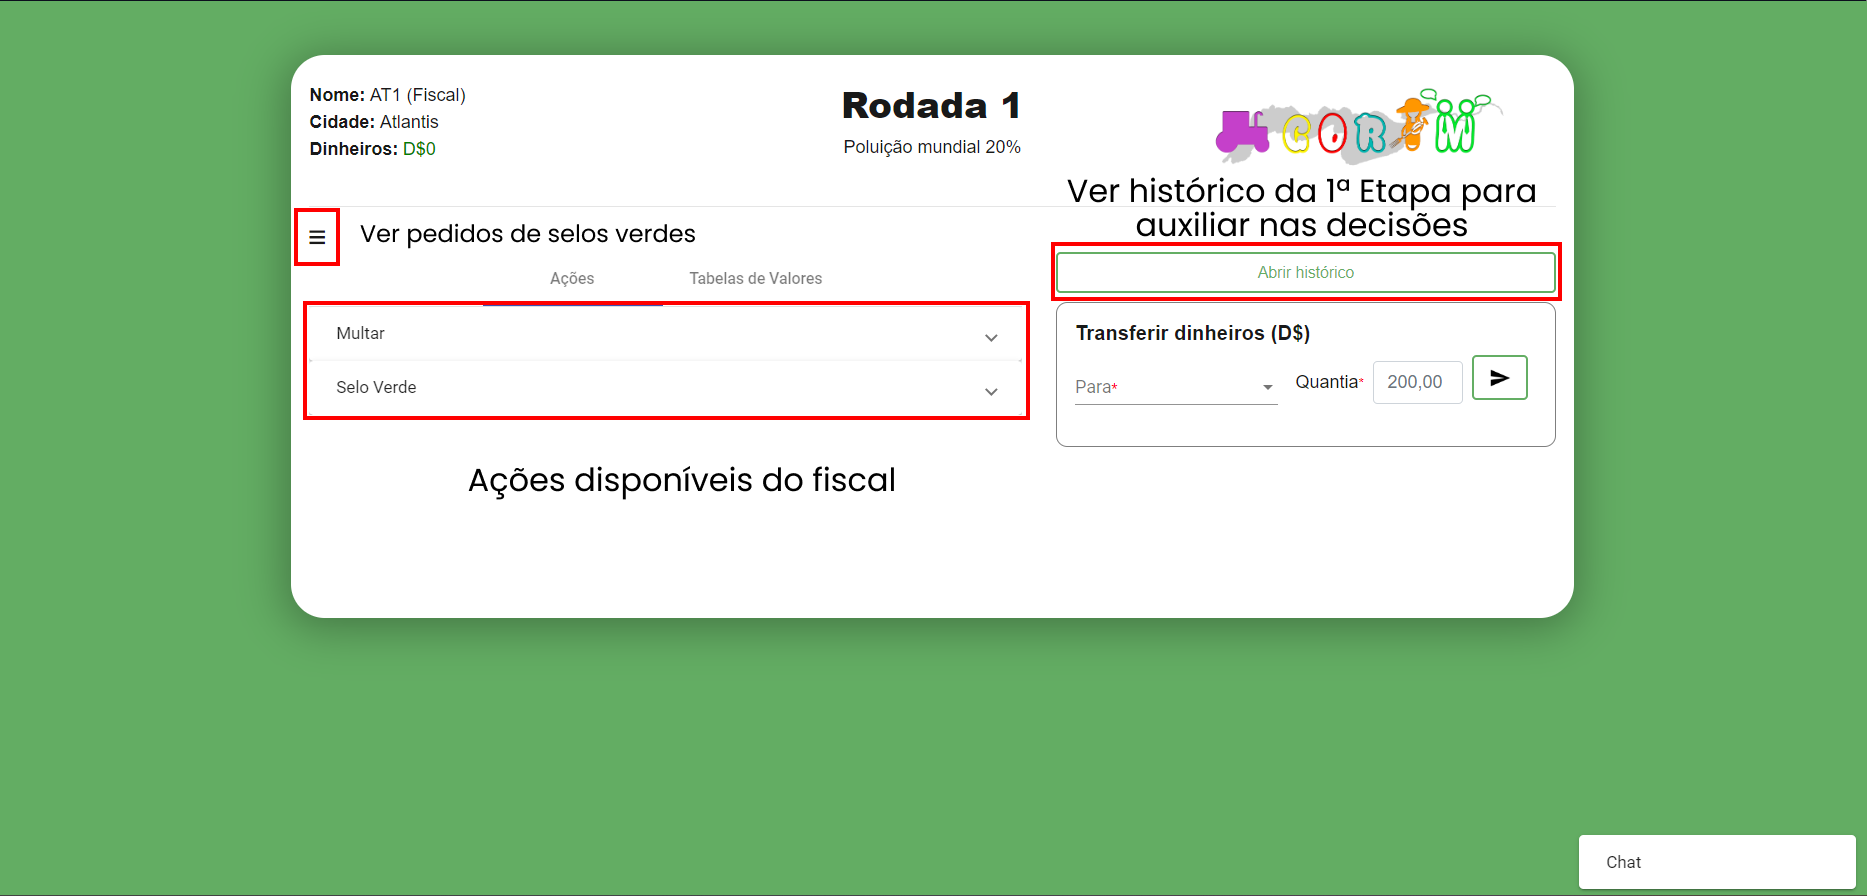 Nome: AT1 (Fiscal)
Cidade: Atlantis
Dinheiros: D$0
Rodada 1
Poluição mundial 20%
CORIM
Ver histórico da 1ª Etapa para
auxiliar nas decisões
Ver pedidos de selos verdes
Ações
Tabelas de Valores
Abrir histórico
Multar
Selo Verde
Transferir dinheiros (D$)
Para*
Quantia*
200,00
Ações disponíveis do fiscal
Chat